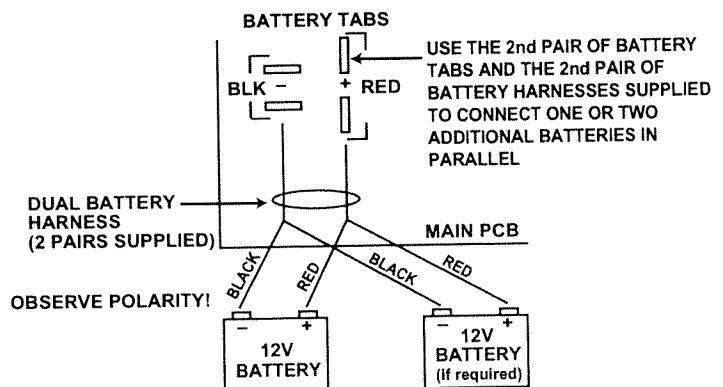 BATTERY TABS
BLK
−
+
RED
USE THE 2nd PAIR OF BATTERY
TABS AND THE 2nd PAIR OF
BATTERY HARNESSES SUPPLIED
TO CONNECT ONE OR TWO
ADDITIONAL BATTERIES IN
PARALLEL
DUAL BATTERY
HARNESS
(2 PAIRS SUPPLIED)
MAIN PCB
BLACK
RED
BLACK
RED
OBSERVE POLARITY!
− +
12V
BATTERY
− +
12V
BATTERY
(if required)